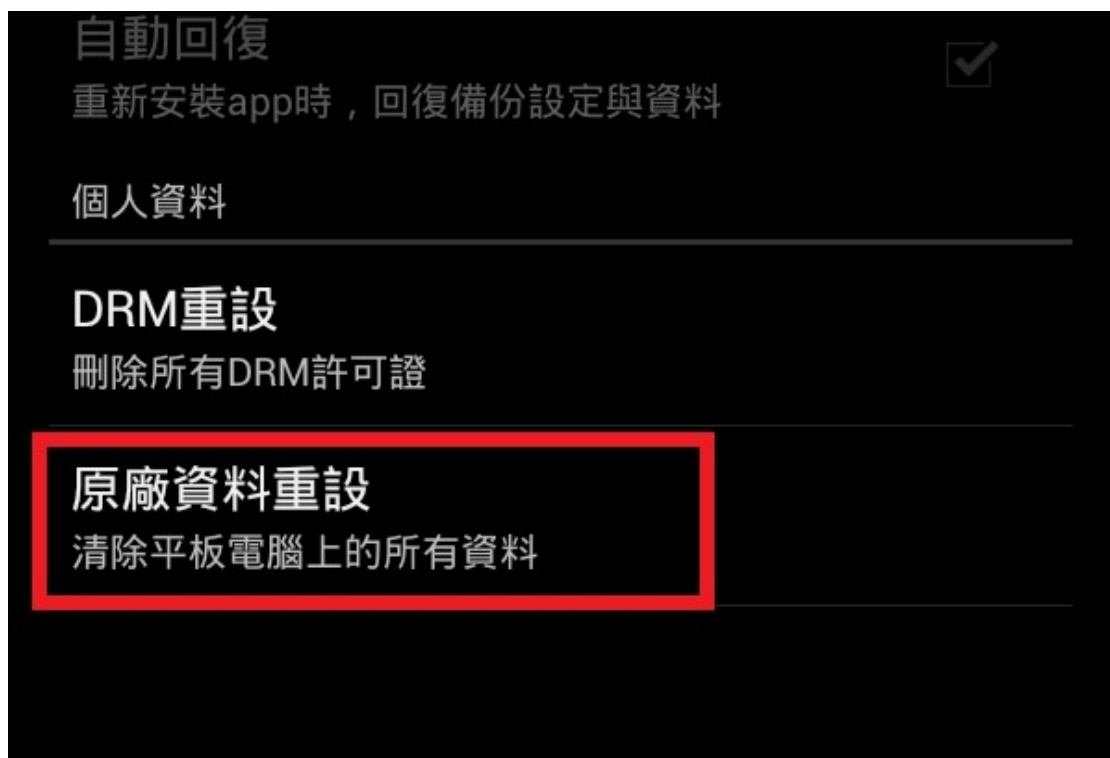 自動回復
重新安裝app時，回復備份設定與資料
個人資料
DRM重設
刪除所有DRM許可證
原廠資料重設
清除平板電腦上的所有資料